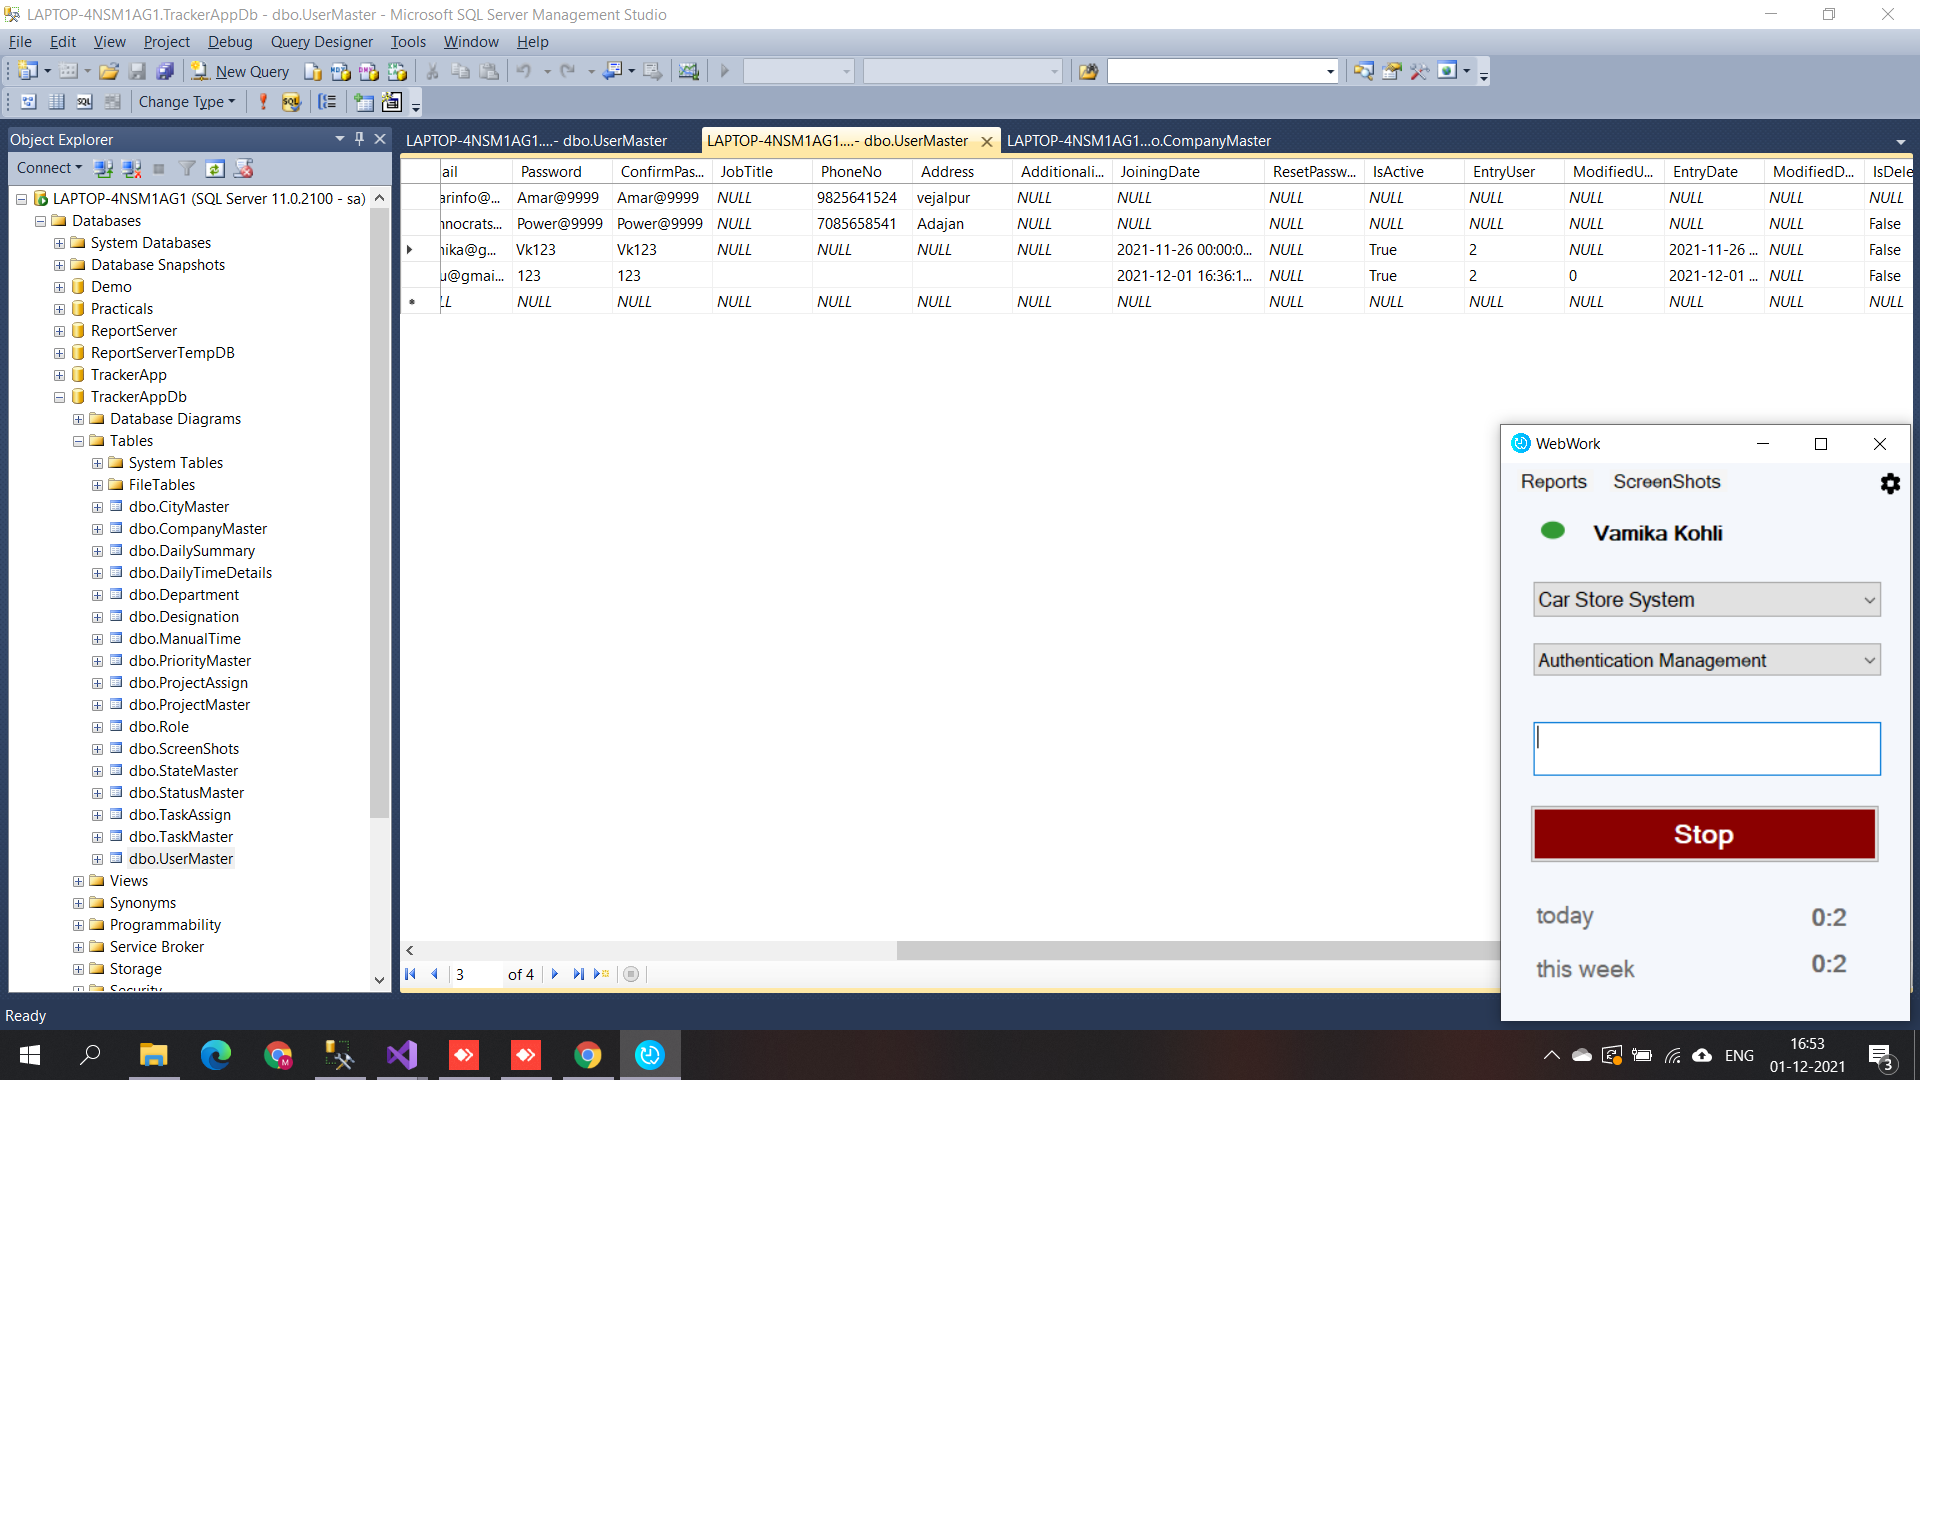 LAPTOP-4NSM1AG1.TrackerAppDb - dbo.UserMaster - Microsoft SQL Server Management Studio
File Edit View Project Debug Query Designer Tools Window Help
New Query
Change Type
Object Explorer
Connect
LAPTOP-4NSM1AG1 (SQL Server 11.0.2100 - sa)
Databases
System Databases
Database Snapshots
Demo
Practicals
ReportServer
ReportServerTempDB
TrackerApp
TrackerAppDb
Database Diagrams
Tables
System Tables
FileTables
dbo.CityMaster
dbo.CompanyMaster
dbo.DailySummary
dbo.DailyTimeDetails
dbo.Department
dbo.Designation
dbo.ManualTime
dbo.PriorityMaster
dbo.ProjectAssign
dbo.ProjectMaster
dbo.Role
dbo.ScreenShots
dbo.StateMaster
dbo.StatusMaster
dbo.TaskAssign
dbo.TaskMaster
dbo.UserMaster
Views
Synonyms
Programmability
Service Broker
Storage
Security
LAPTOP-4NSM1AG1....- dbo.UserMaster LAPTOP-4NSM1AG1....- dbo.UserMaster LAPTOP-4NSM1AG1...o.CompanyMaster
ail Password ConfirmPas... JobTitle PhoneNo Address Additionali... JoiningDate ResetPassw... IsActive EntryUser ModifiedU... EntryDate ModifiedD... IsDele
arinfo@... Amar@9999 Amar@9999 NULL 9825641524 vejalpur NULL NULL NULL NULL NULL NULL NULL NULL NULL
nnocrats... Power@9999 Power@9999 NULL 7085658541 Adajan NULL NULL NULL NULL NULL NULL NULL NULL False
nika@g... Vk123 Vk123 NULL NULL NULL NULL 2021-11-26 00:00:0... NULL True 2 NULL 2021-11-26 ... NULL False
u@gmai... 123 123 2021-12-01 16:36:1... NULL True 2 0 2021-12-01 ... NULL False
LL NULL NULL NULL NULL NULL NULL NULL NULL NULL NULL NULL NULL NULL NULL
3 of 4
WebWork
Reports ScreenShots
Vamika Kohli
Car Store System
Authentication Management
Stop
today 0:2
this week 0:2
Ready
ENG
16:53
01-12-2021
3